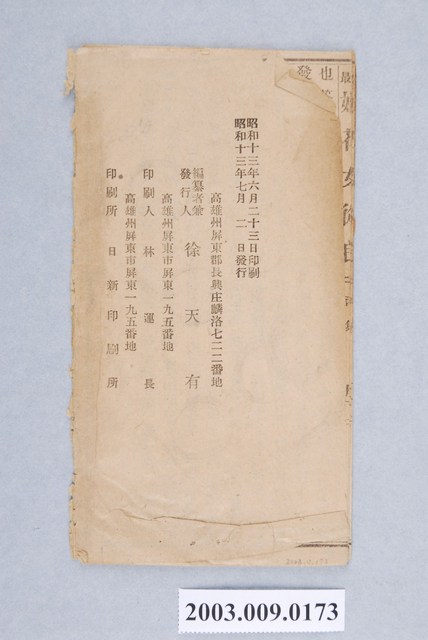 昭和十三年六月二十三日印刷
昭和十三年七月二日發行
高雄州屏東郡長興庄麟洛七二二番地
編纂者兼
發行人 徐天有
高雄州屏東市屏東一九五番地
印刷人 林運長
高雄州屏東市屏東一九五番地
印刷所 日新印刷所
也
發
2003.009.0173